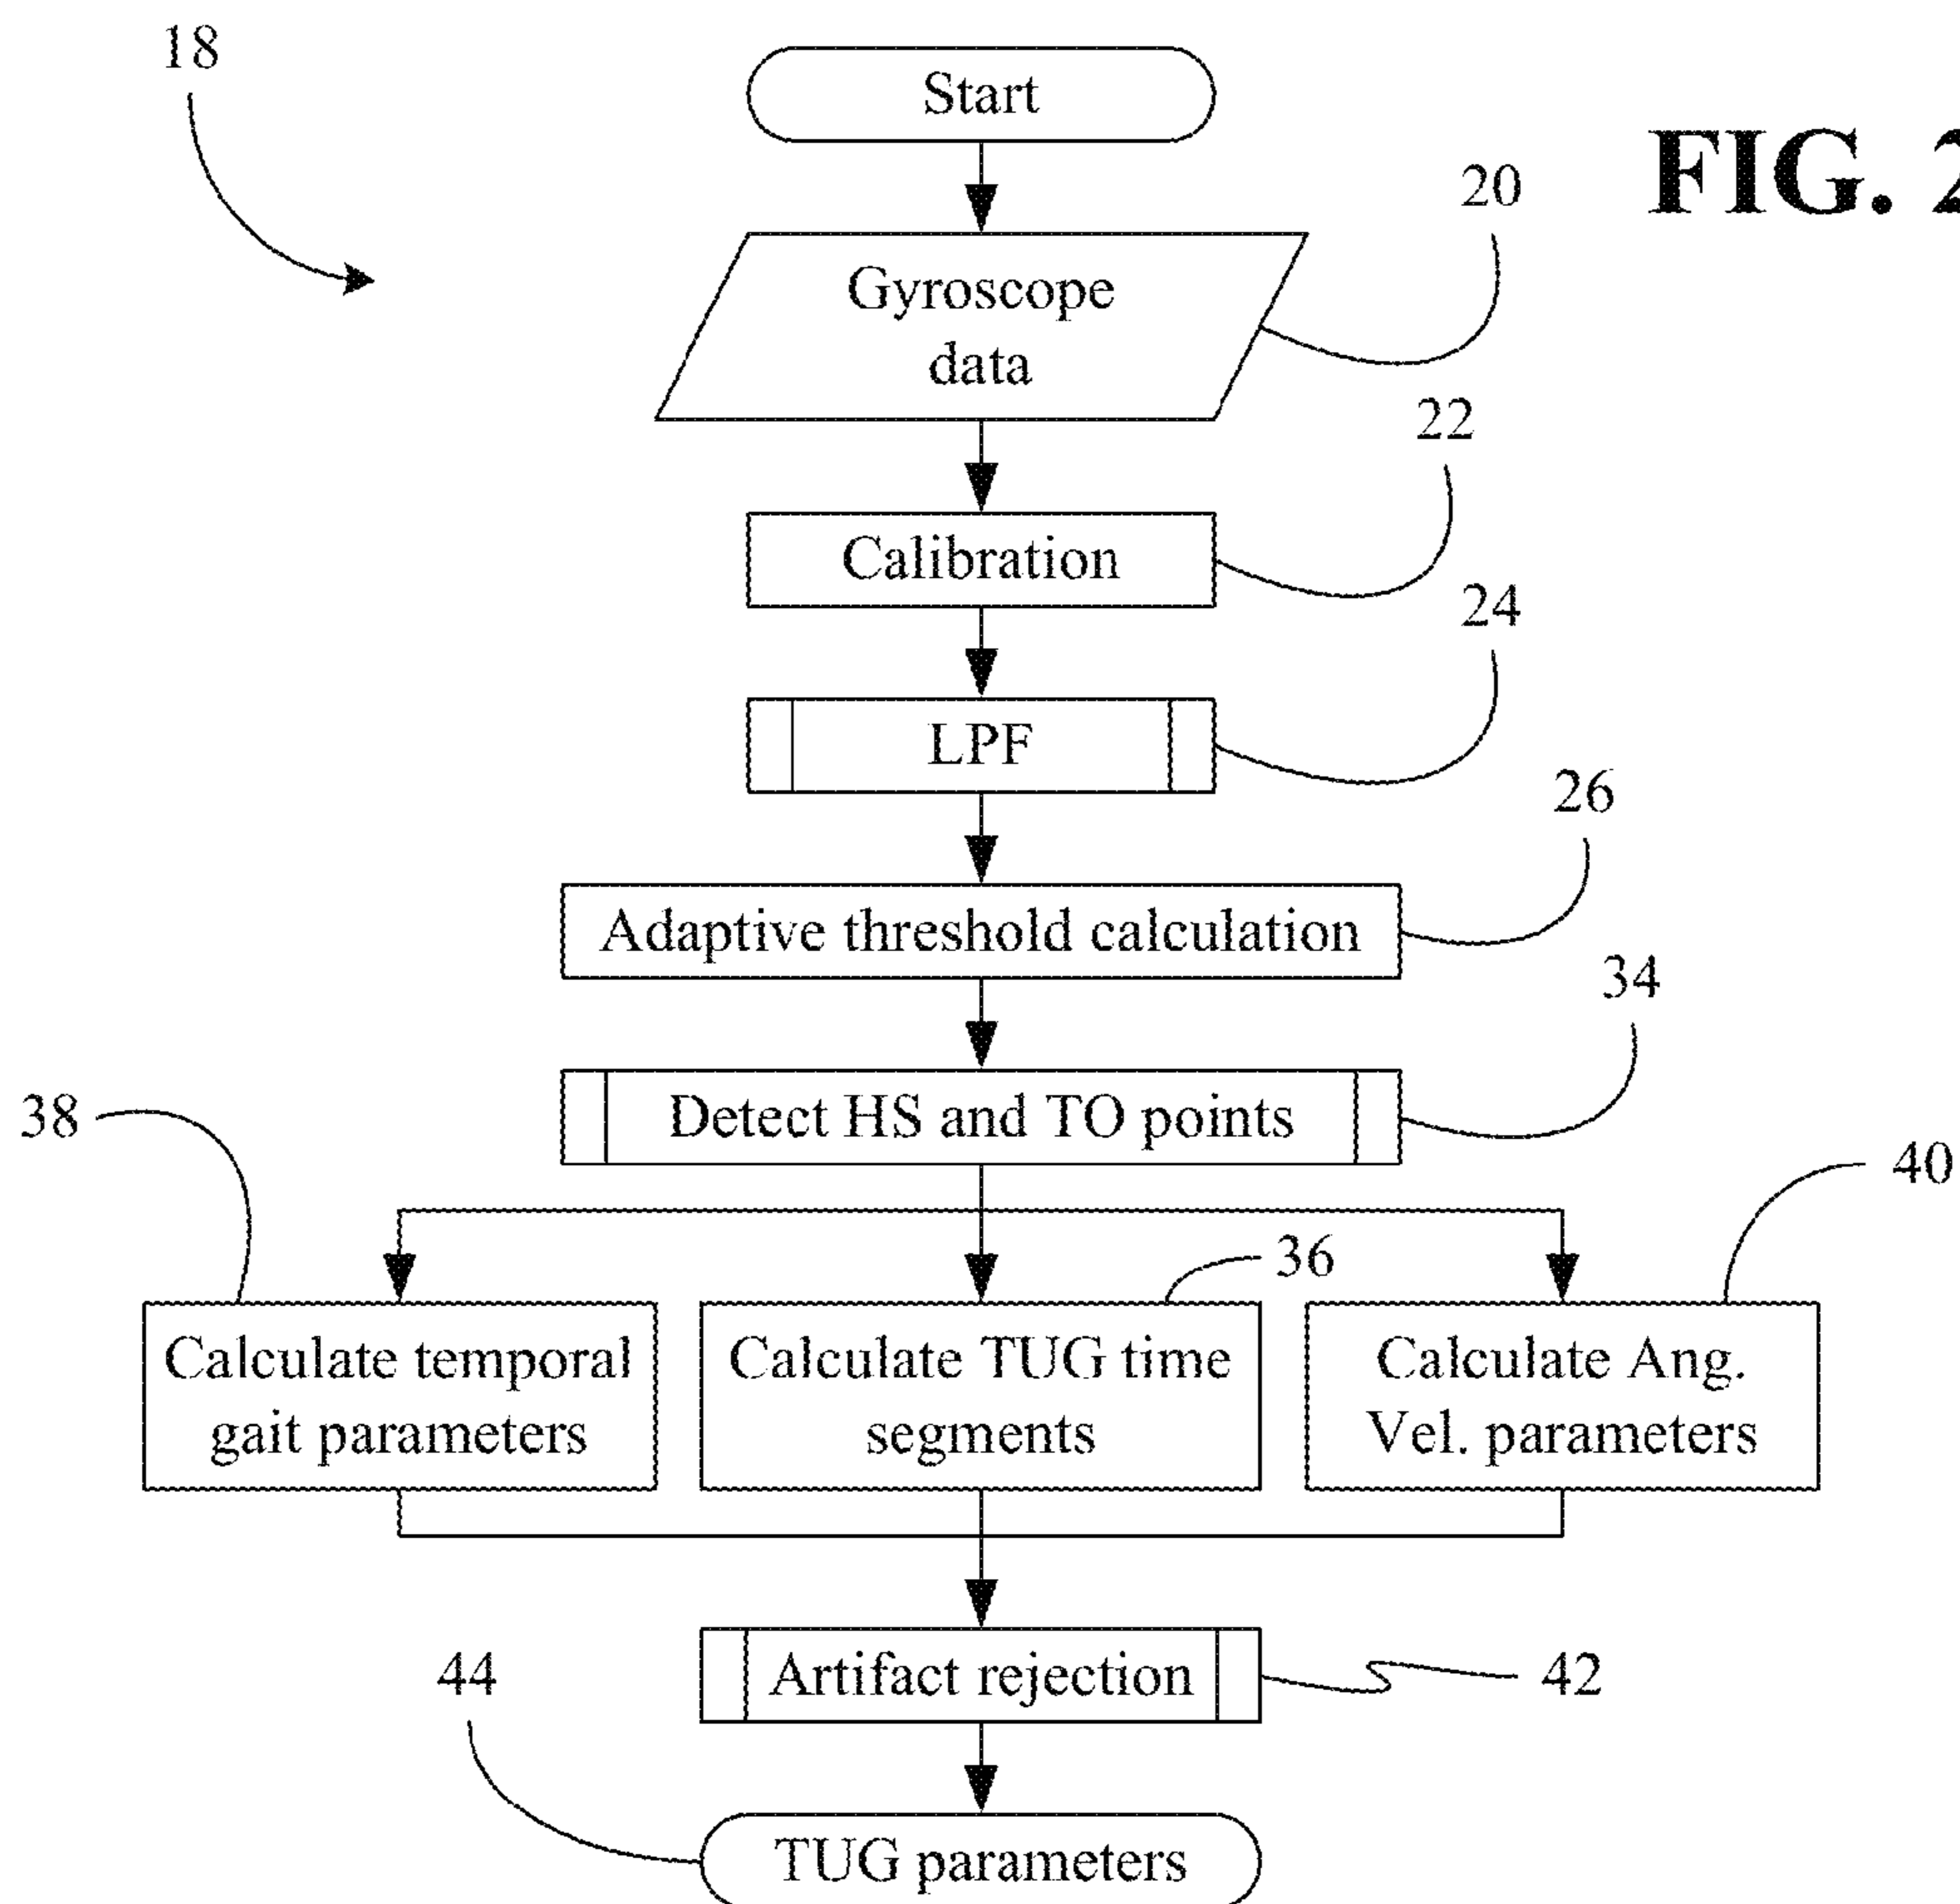 18
Start
FIG. 2
20
Gyroscope
data
22
Calibration
24
LPF
26
Adaptive threshold calculation
34
Detect HS and TO points
38
40
36
Calculate temporal
gait parameters
Calculate TUG time
segments
Calculate Ang.
Vel. parameters
44
Artifact rejection
42
TUG parameters